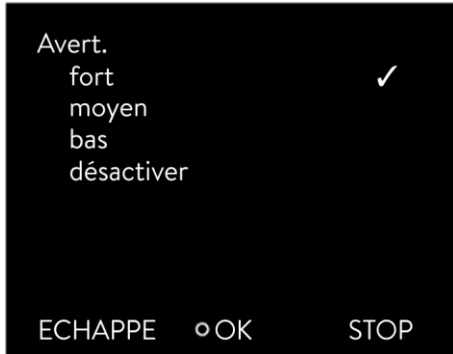 Avert.
fort ✓
moyen
bas
désactiver
ECHAPPE OK STOP